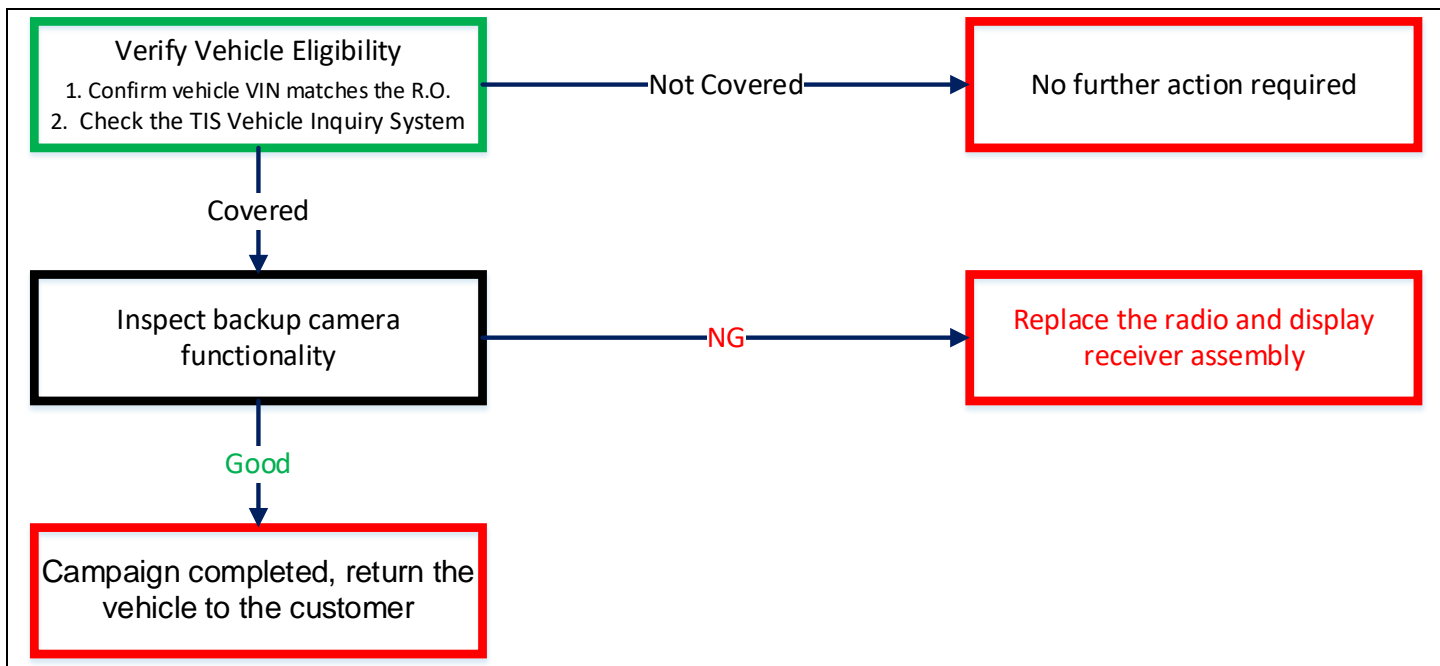 Verify Vehicle Eligibility
1. Confirm vehicle VIN matches the R.O.
2. Check the TIS Vehicle Inquiry System
Not Covered
No further action required
Covered
Inspect backup camera
functionality
NG
Replace the radio and display
receiver assembly
Good
Campaign completed, return the
vehicle to the customer